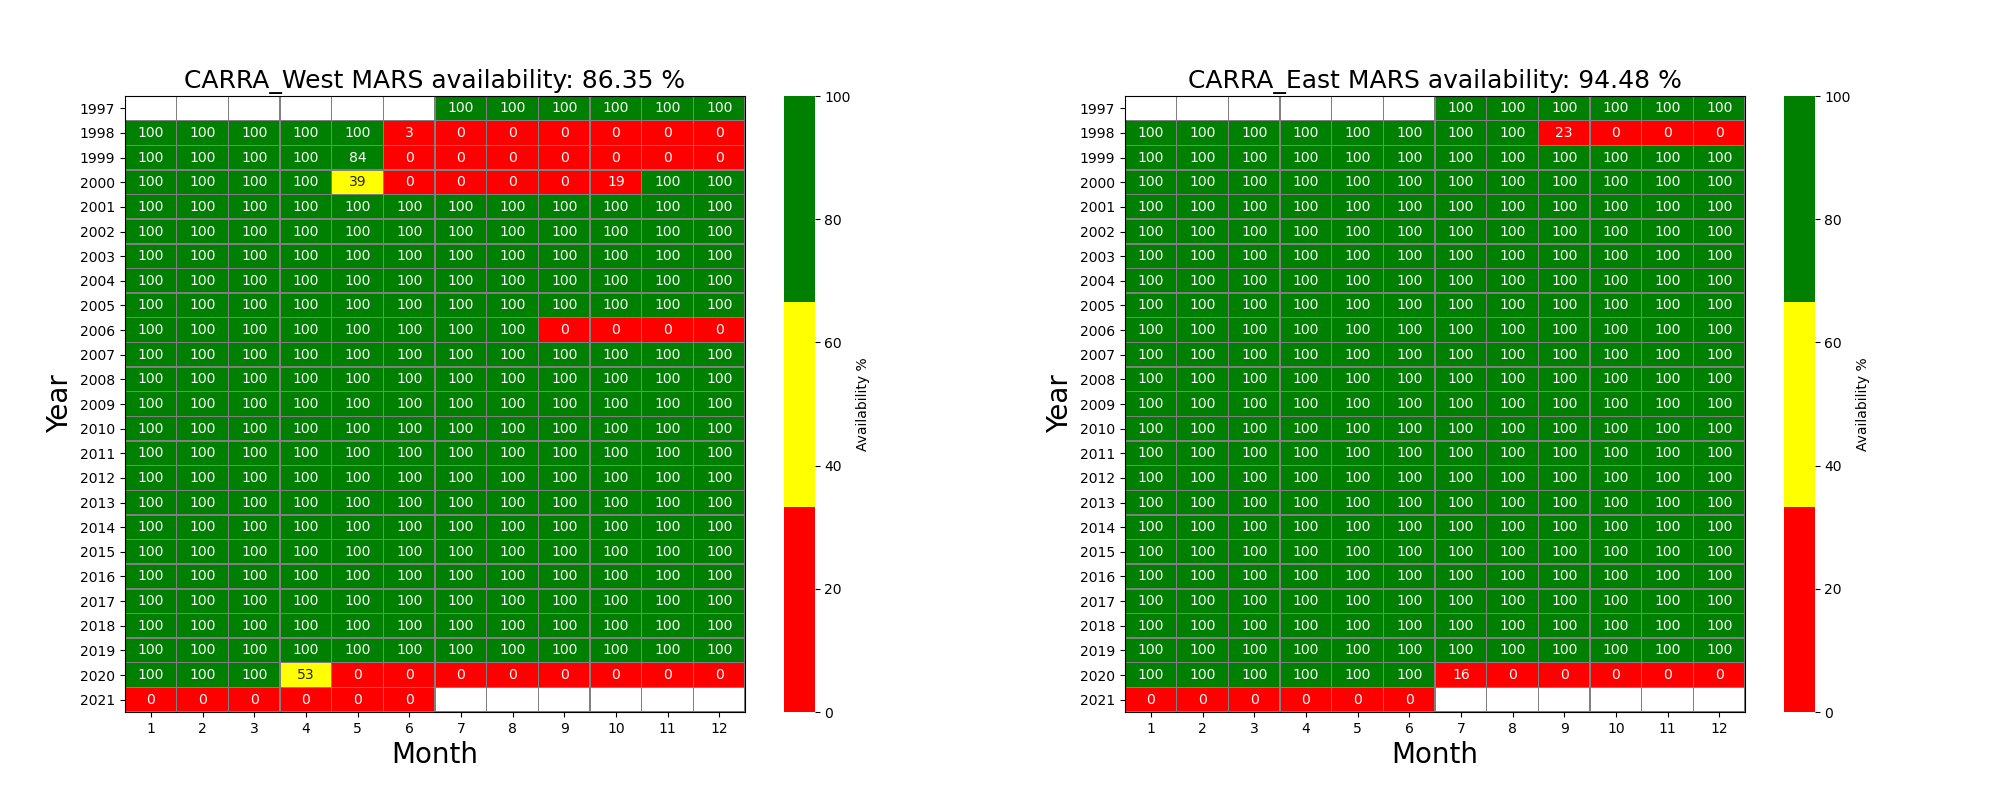 CARRA_West MARS availability: 86.35 %
1997 100 100 100 100 100 100
1998 100 100 100 100 100 3 0 0 0 0 0 0
1999 100 100 100 100 84 0 0 0 0 0 0 0
2000 100 100 100 100 39 0 0 0 0 19 100 100
2001 100 100 100 100 100 100 100 100 100 100 100 100
2002 100 100 100 100 100 100 100 100 100 100 100 100
2003 100 100 100 100 100 100 100 100 100 100 100 100
2004 100 100 100 100 100 100 100 100 100 100 100 100
2005 100 100 100 100 100 100 100 100 100 100 100 100
2006 100 100 100 100 100 100 100 100 0 0 0 0
2007 100 100 100 100 100 100 100 100 100 100 100 100
2008 100 100 100 100 100 100 100 100 100 100 100 100
2009 100 100 100 100 100 100 100 100 100 100 100 100
2010 100 100 100 100 100 100 100 100 100 100 100 100
2011 100 100 100 100 100 100 100 100 100 100 100 100
2012 100 100 100 100 100 100 100 100 100 100 100 100
2013 100 100 100 100 100 100 100 100 100 100 100 100
2014 100 100 100 100 100 100 100 100 100 100 100 100
2015 100 100 100 100 100 100 100 100 100 100 100 100
2016 100 100 100 100 100 100 100 100 100 100 100 100
2017 100 100 100 100 100 100 100 100 100 100 100 100
2018 100 100 100 100 100 100 100 100 100 100 100 100
2019 100 100 100 100 100 100 100 100 100 100 100 100
2020 100 100 100 53 0 0 0 0 0 0 0 0
2021 0 0 0 0 0 0
1 2 3 4 5 6 7 8 9 10 11 12
Month
Year
100
80
60
40
20
0
Availability %
CARRA_East MARS availability: 94.48 %
1997 100 100 100 100 100 100
1998 100 100 100 100 100 100 100 100 23 0 0 0
1999 100 100 100 100 100 100 100 100 100 100 100 100
2000 100 100 100 100 100 100 100 100 100 100 100 100
2001 100 100 100 100 100 100 100 100 100 100 100 100
2002 100 100 100 100 100 100 100 100 100 100 100 100
2003 100 100 100 100 100 100 100 100 100 100 100 100
2004 100 100 100 100 100 100 100 100 100 100 100 100
2005 100 100 100 100 100 100 100 100 100 100 100 100
2006 100 100 100 100 100 100 100 100 100 100 100 100
2007 100 100 100 100 100 100 100 100 100 100 100 100
2008 100 100 100 100 100 100 100 100 100 100 100 100
2009 100 100 100 100 100 100 100 100 100 100 100 100
2010 100 100 100 100 100 100 100 100 100 100 100 100
2011 100 100 100 100 100 100 100 100 100 100 100 100
2012 100 100 100 100 100 100 100 100 100 100 100 100
2013 100 100 100 100 100 100 100 100 100 100 100 100
2014 100 100 100 100 100 100 100 100 100 100 100 100
2015 100 100 100 100 100 100 100 100 100 100 100 100
2016 100 100 100 100 100 100 100 100 100 100 100 100
2017 100 100 100 100 100 100 100 100 100 100 100 100
2018 100 100 100 100 100 100 100 100 100 100 100 100
2019 100 100 100 100 100 100 100 100 100 100 100 100
2020 100 100 100 100 100 100 16 0 0 0 0 0
2021 0 0 0 0 0 0
1 2 3 4 5 6 7 8 9 10 11 12
Month
Year
100
80
60
40
20
0
Availability %